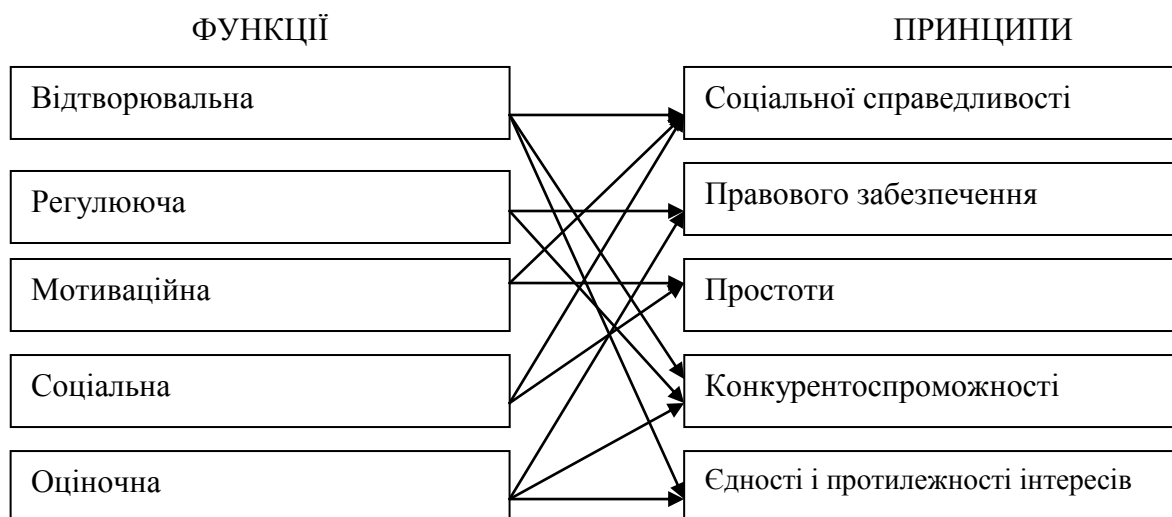 ФУНКЦІЇ
ПРИНЦИПИ
Відтворювальна
Соціальної справедливості
Регулююча
Правового забезпечення
Мотиваційна
Простоти
Соціальна
Конкурентоспроможності
Оціночна
Єдності і протилежності інтересів